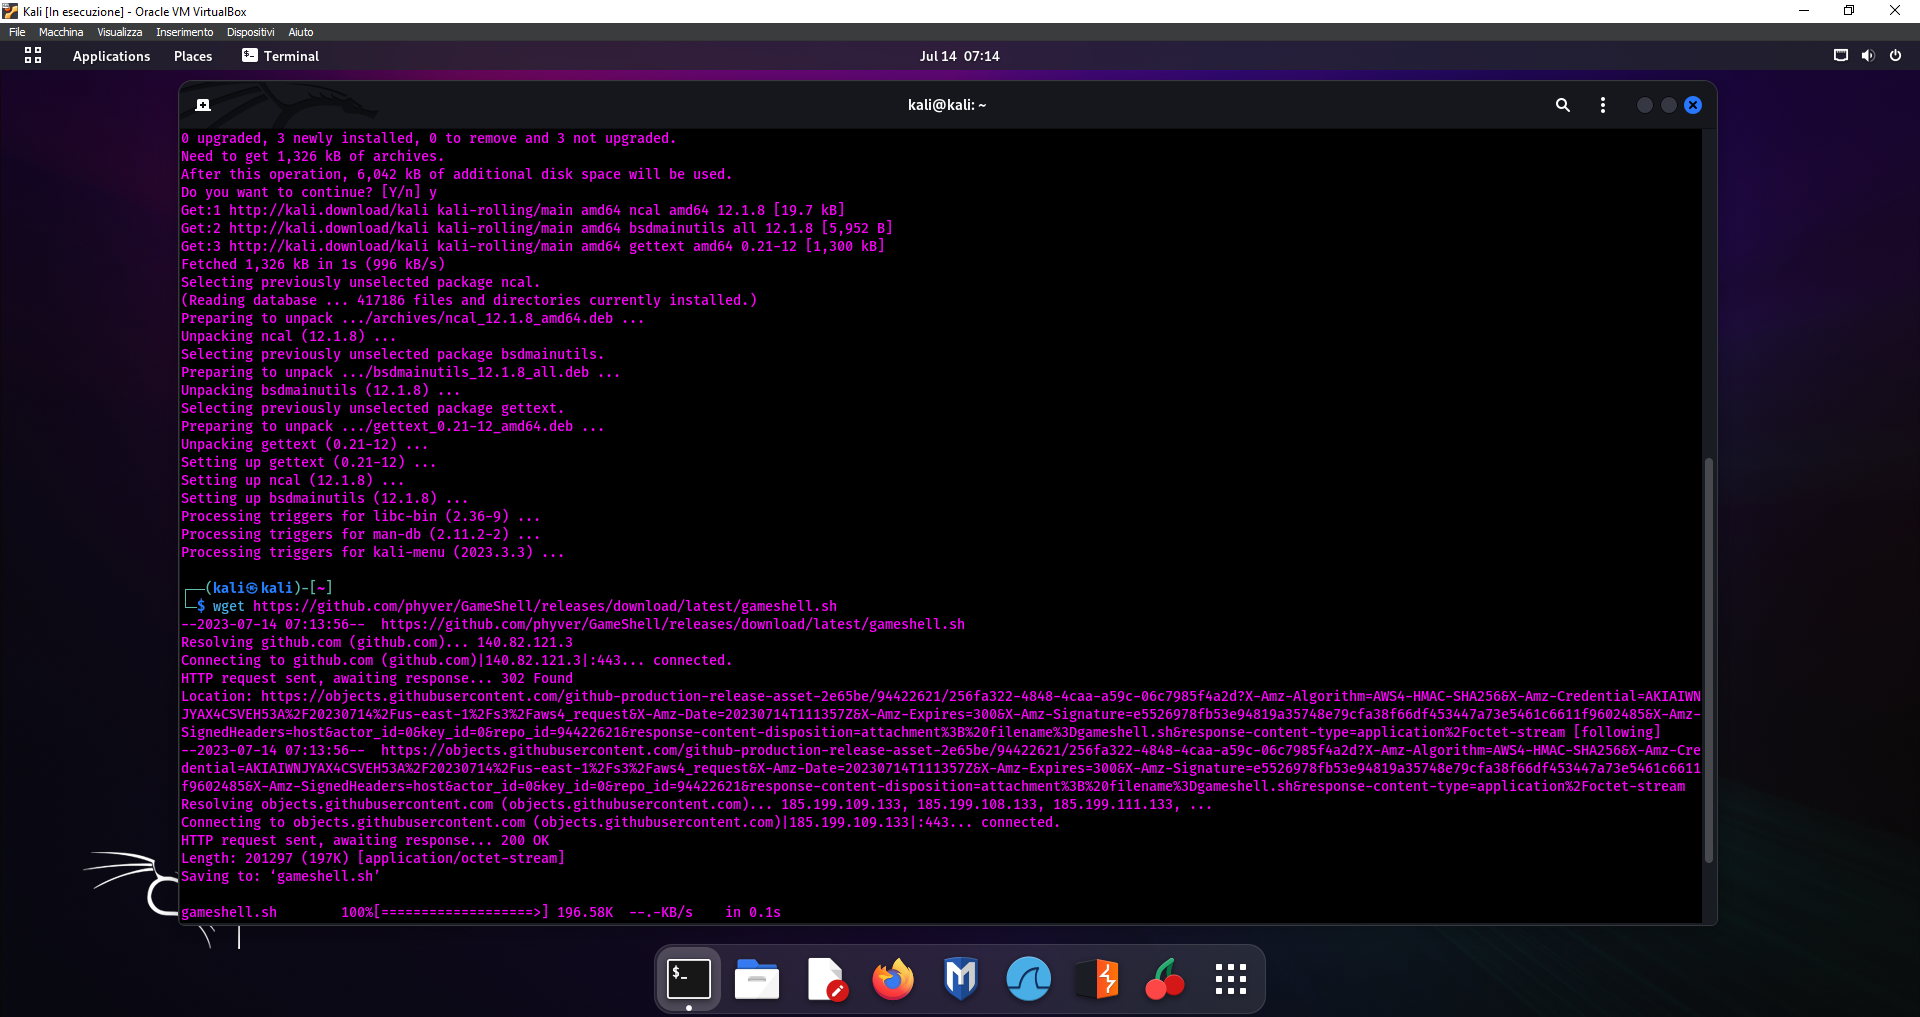 Kali [In esecuzione] - Oracle VM VirtualBox
File Macchina Visualizza Inserimento Dispositivi Aiuto
Applications Places Terminal Jul 14 07:14
kali@kali: ~
0 upgraded, 3 newly installed, 0 to remove and 3 not upgraded.
Need to get 1,326 kB of archives.
After this operation, 6,042 kB of additional disk space will be used.
Do you want to continue? [Y/n] y
Get:1 http://kali.download/kali kali-rolling/main amd64 ncal amd64 12.1.8 [19.7 kB]
Get:2 http://kali.download/kali kali-rolling/main amd64 bsdmainutils all 12.1.8 [5,952 B]
Get:3 http://kali.download/kali kali-rolling/main amd64 gettext amd64 0.21-12 [1,300 kB]
Fetched 1,326 kB in 1s (996 kB/s)
Selecting previously unselected package ncal.
(Reading database ... 417186 files and directories currently installed.)
Preparing to unpack .../archives/ncal_12.1.8_amd64.deb ...
Unpacking ncal (12.1.8) ...
Selecting previously unselected package bsdmainutils.
Preparing to unpack .../bsdmainutils_12.1.8_all.deb ...
Unpacking bsdmainutils (12.1.8) ...
Selecting previously unselected package gettext.
Preparing to unpack .../gettext_0.21-12_amd64.deb ...
Unpacking gettext (0.21-12) ...
Setting up gettext (0.21-12) ...
Setting up ncal (12.1.8) ...
Setting up bsdmainutils (12.1.8) ...
Processing triggers for libc-bin (2.36-9) ...
Processing triggers for man-db (2.11.2-2) ...
Processing triggers for kali-menu (2023.3.3) ...
┌──(kali㉿kali)-[~]
└─$ wget https://github.com/phyver/GameShell/releases/download/latest/gameshell.sh
--2023-07-14 07:13:56--  https://github.com/phyver/GameShell/releases/download/latest/gameshell.sh
Resolving github.com (github.com)... 140.82.121.3
Connecting to github.com (github.com)|140.82.121.3|:443... connected.
HTTP request sent, awaiting response... 302 Found
Location: https://objects.githubusercontent.com/github-production-release-asset-2e65be/94422621/256fa322-4848-4caa-a59c-06c7985f4a2d?X-Amz-Algorithm=AWS4-HMAC-SHA256&X-Amz-Credential=AKIAIWN
JYAX4CSVEH53A%2F20230714%2Fus-east-1%2Fs3%2Faws4_request&X-Amz-Date=20230714T111357Z&X-Amz-Expires=300&X-Amz-Signature=e5526978fb53e94819a35748e79cfa38f66df453447a73e5461c6611f9602485&X-Amz-
SignedHeaders=host&actor_id=0&key_id=0&repo_id=94422621&response-content-disposition=attachment%3B%20filename%3Dgameshell.sh&response-content-type=application%2Foctet-stream [following]
--2023-07-14 07:13:56--  https://objects.githubusercontent.com/github-production-release-asset-2e65be/94422621/256fa322-4848-4caa-a59c-06c7985f4a2d?X-Amz-Algorithm=AWS4-HMAC-SHA256&X-Amz-Cre
dential=AKIAIWNJYAX4CSVEH53A%2F20230714%2Fus-east-1%2Fs3%2Faws4_request&X-Amz-Date=20230714T111357Z&X-Amz-Expires=300&X-Amz-Signature=e5526978fb53e94819a35748e79cfa38f66df453447a73e5461c6611
f9602485&X-Amz-SignedHeaders=host&actor_id=0&key_id=0&repo_id=94422621&response-content-disposition=attachment%3B%20filename%3Dgameshell.sh&response-content-type=application%2Foctet-stream
Resolving objects.githubusercontent.com (objects.githubusercontent.com)... 185.199.109.133, 185.199.108.133, 185.199.111.133, ...
Connecting to objects.githubusercontent.com (objects.githubusercontent.com)|185.199.109.133|:443... connected.
HTTP request sent, awaiting response... 200 OK
Length: 201297 (197K) [application/octet-stream]
Saving to: ‘gameshell.sh’
gameshell.sh        100%[===================>] 196.58K  --.-KB/s    in 0.1s